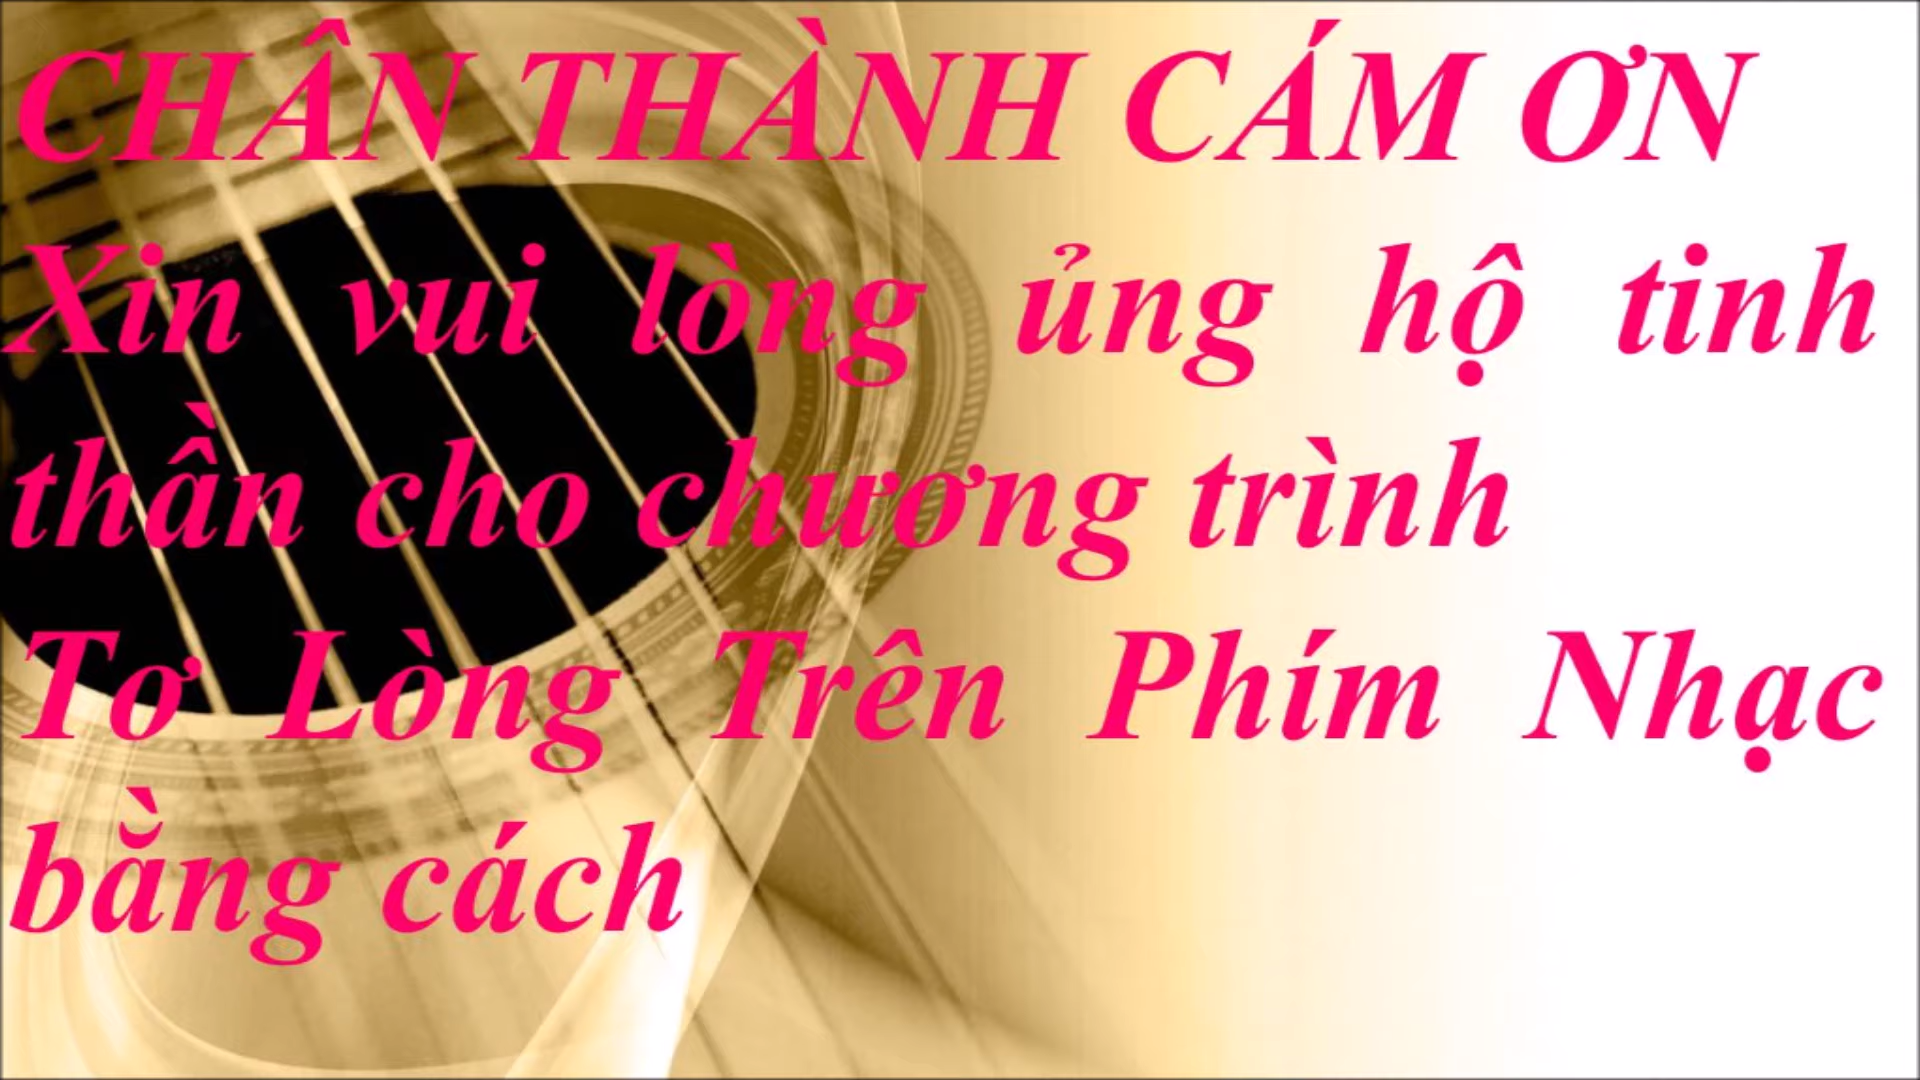 CHÂN THÀNH CÁM ƠN
Xin vui lòng ủng hộ tinh
thần cho chương trình
Tơ Lòng Trên Phím Nhạc
bằng cách